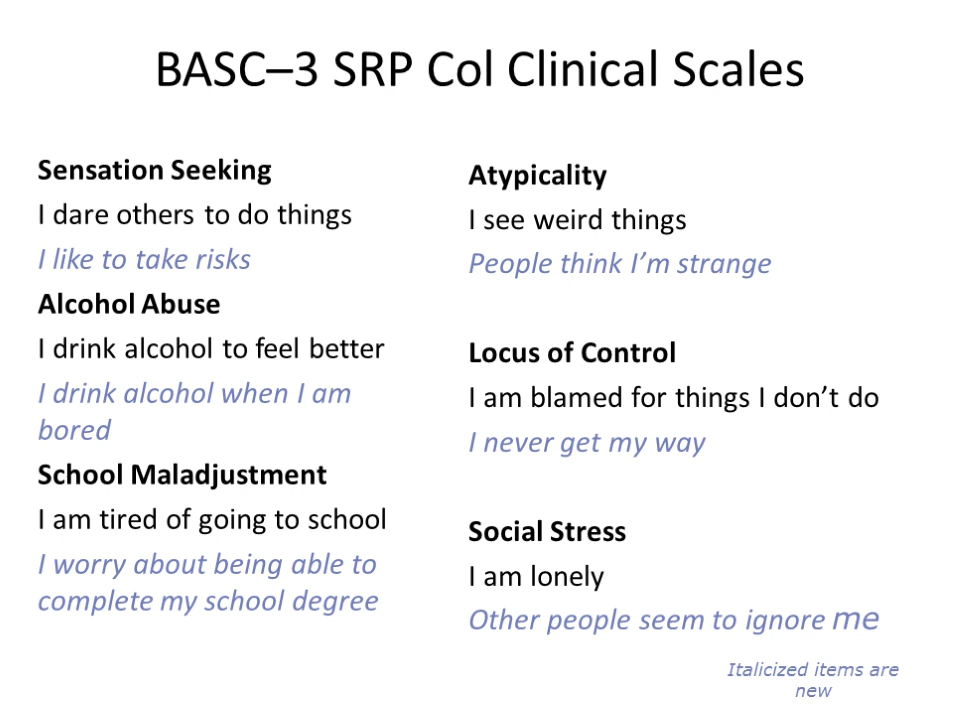 BASC–3 SRP Col Clinical Scales
Sensation Seeking
I dare others to do things
I like to take risks
Alcohol Abuse
I drink alcohol to feel better
I drink alcohol when I am
bored
School Maladjustment
I am tired of going to school
I worry about being able to
complete my school degree
Atypicality
I see weird things
People think I’m strange
Locus of Control
I am blamed for things I don’t do
I never get my way
Social Stress
I am lonely
Other people seem to ignore me
Italicized items are
new